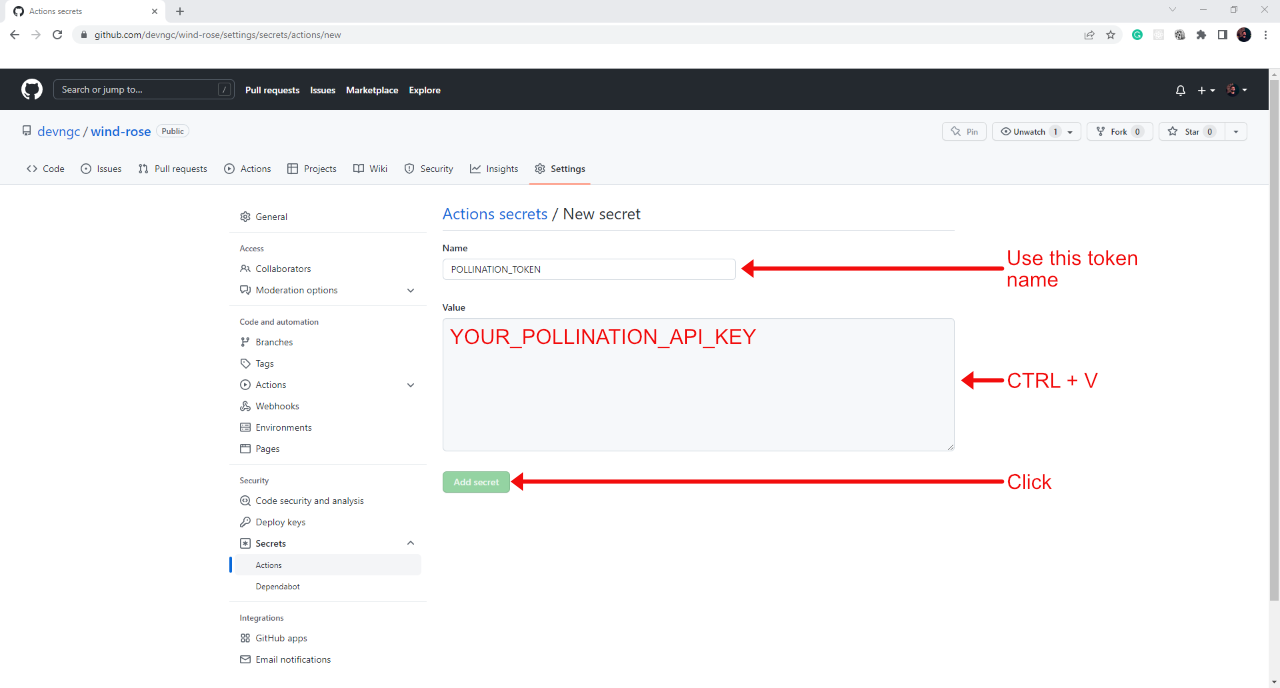 Actions secrets
github.com/devngc/wind-rose/settings/secrets/actions/new
Search or jump to... /
Pull requests Issues Marketplace Explore
devngc / wind-rose Public
Pin Unwatch 1 Fork 0 Star 0
Code Issues Pull requests Actions Projects Wiki Security Insights Settings
General
Access
Collaborators
Moderation options
Code and automation
Branches
Tags
Actions
Webhooks
Environments
Pages
Security
Code security and analysis
Deploy keys
Secrets
Actions
Dependabot
Integrations
GitHub apps
Email notifications
Actions secrets / New secret
Name
POLLINATION_TOKEN
Use this token
name
Value
YOUR_POLLINATION_API_KEY
CTRL + V
Add secret
Click